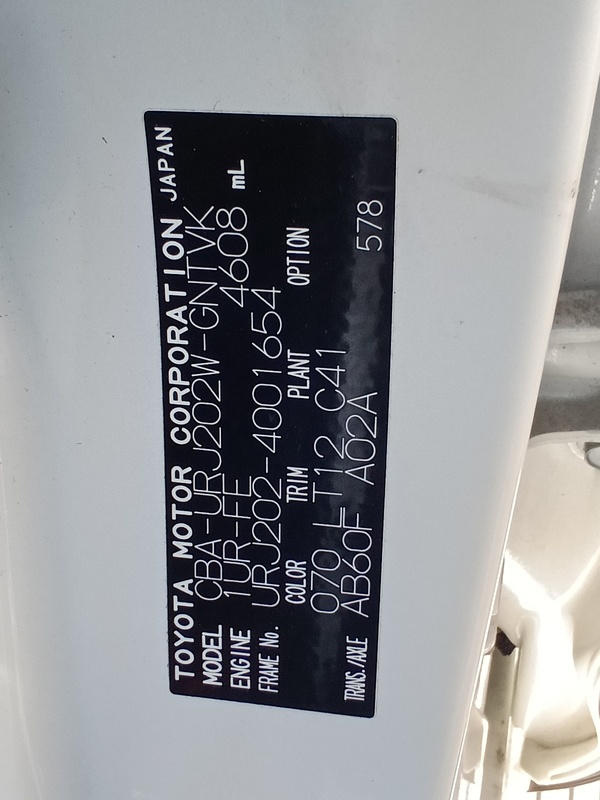 TOYOTA MOTOR CORPORATION JAPAN
MODEL CBA-URJ202W-GNTVK
ENGINE 1UR-FE 4608 mL
FRAME No. URJ202-4001654
COLOR TRIM PLANT OPTION
070 LT12 C41
TRANS./AXLE AB60F A02A 578